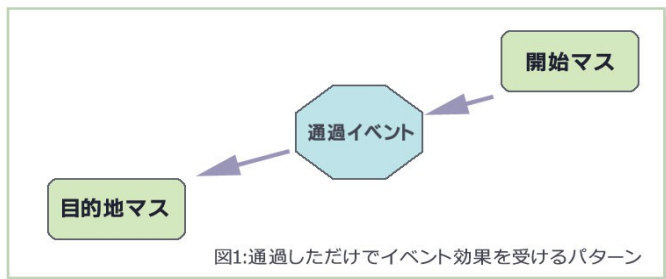 開始マス
通過イベント
目的地マス
図1:通過しただけでイベント効果を受けるパターン